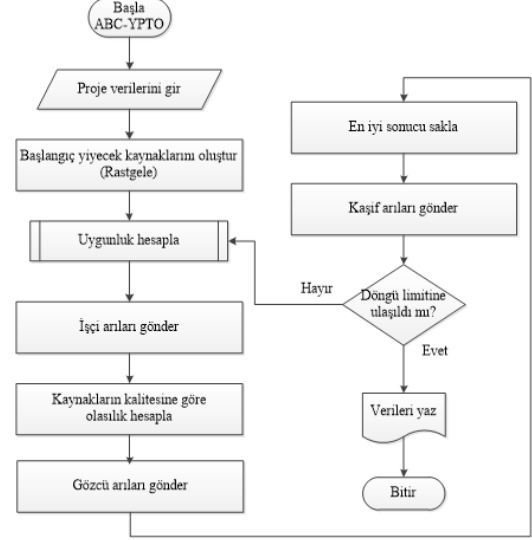 Başla
ABC-YPTO
Proje verilerini gir
Başlangıç yiyecek kaynaklarını oluştur
(Rastgele)
Uygunluk hesapla
İşçi arıları gönder
Kaynakların kalitesine göre
olasılık hesapla
Gözcü arıları gönder
En iyi sonucu sakla
Kaşif arıları gönder
Döngü limitine
ulaşıldı mı?
Hayır
Evet
Verileri yaz
Bitir